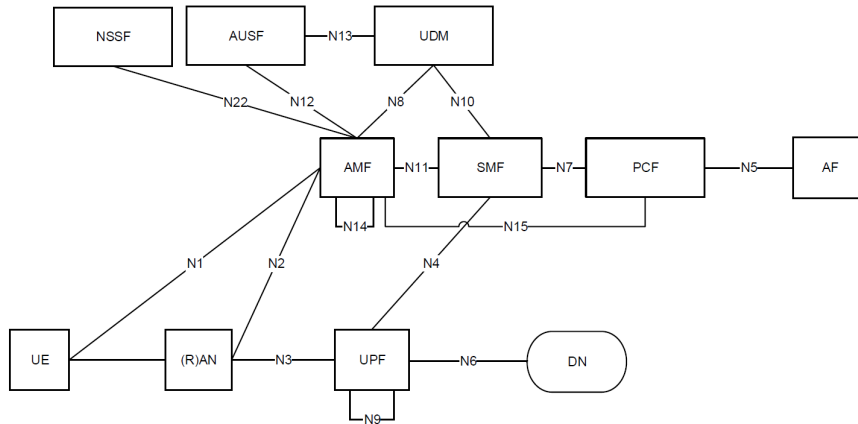 NSSF
AUSF
N13
UDM
N22
N12
N8
N10
AMF
N11
SMF
N7
PCF
N5
AF
N14
N15
N1
N2
N4
UE
(R)AN
N3
UPF
N6
DN
N9